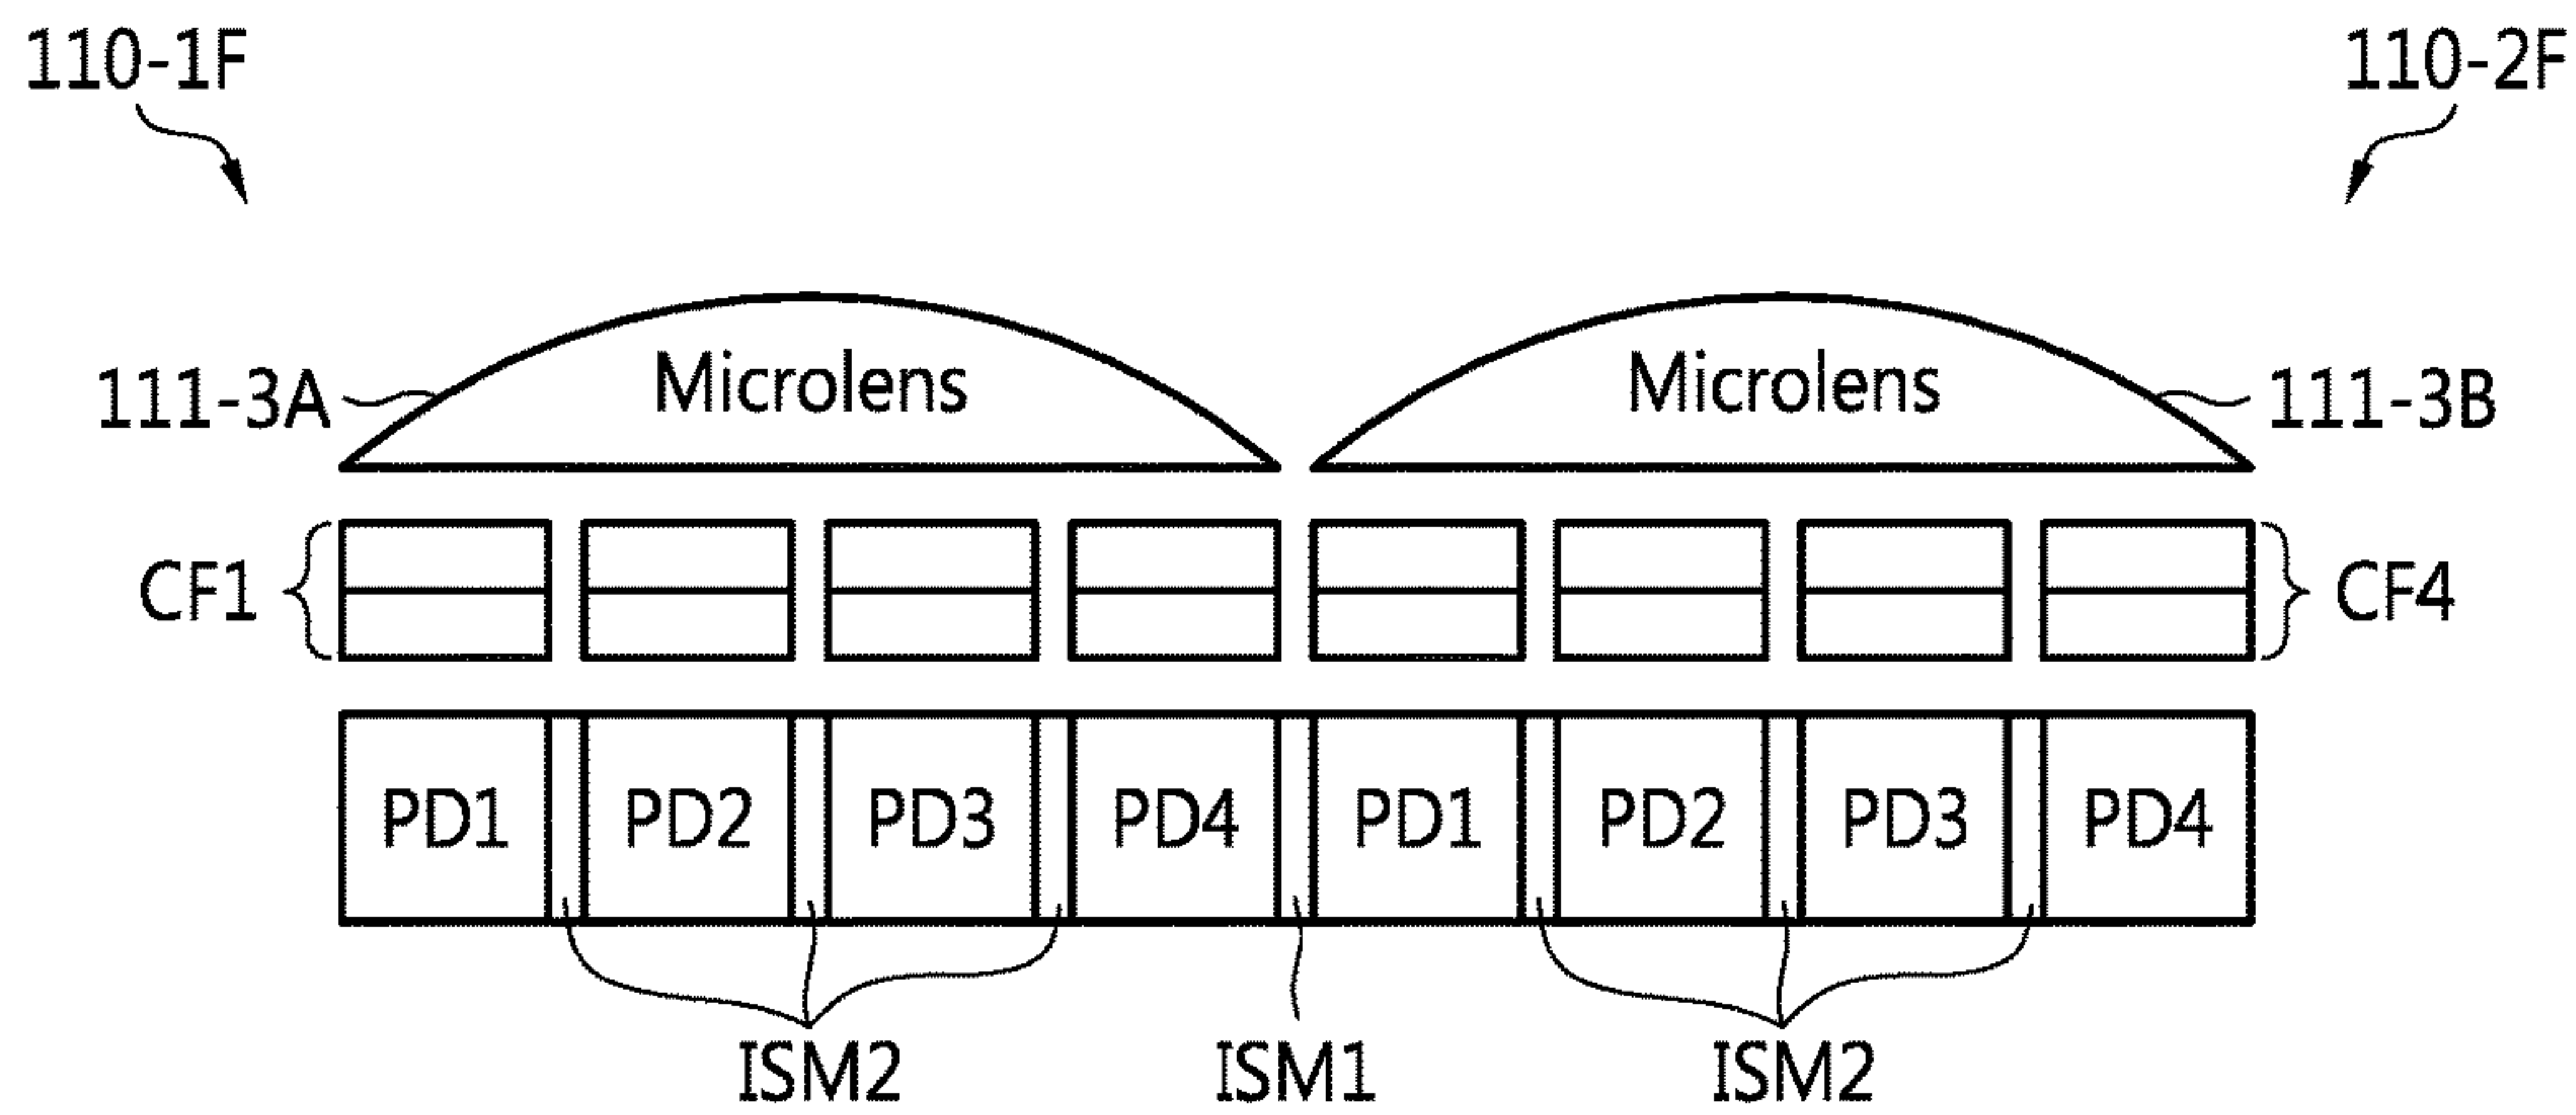 110-1F 110-2F
Microlens Microlens
111-3A 111-3B
CF1 CF4
PD1 PD2 PD3 PD4 PD1 PD2 PD3 PD4
ISM2 ISM1 ISM2